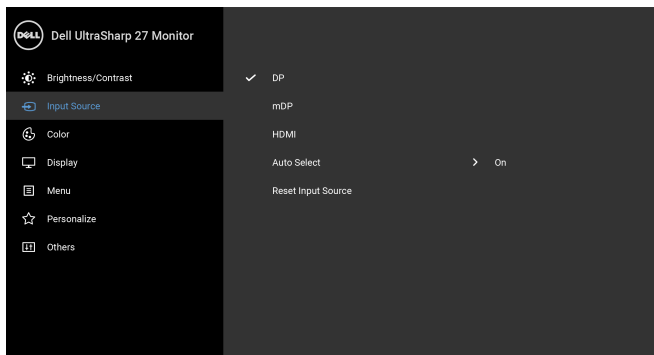 DELL Dell UltraSharp 27 Monitor
Brightness/Contrast DP
Input Source mDP
Color HDMI
Display Auto Select On
Menu Reset Input Source
Personalize
Others